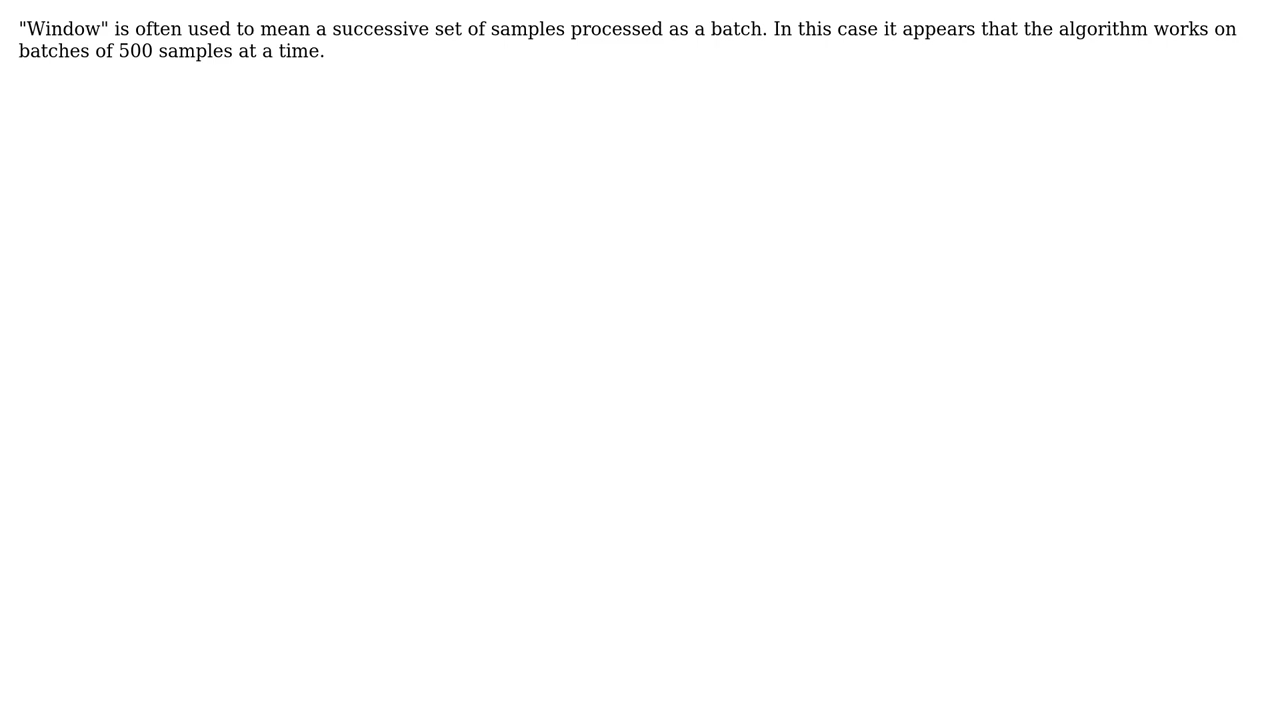 "Window" is often used to mean a successive set of samples processed as a batch. In this case it appears that the algorithm works on
batches of 500 samples at a time.